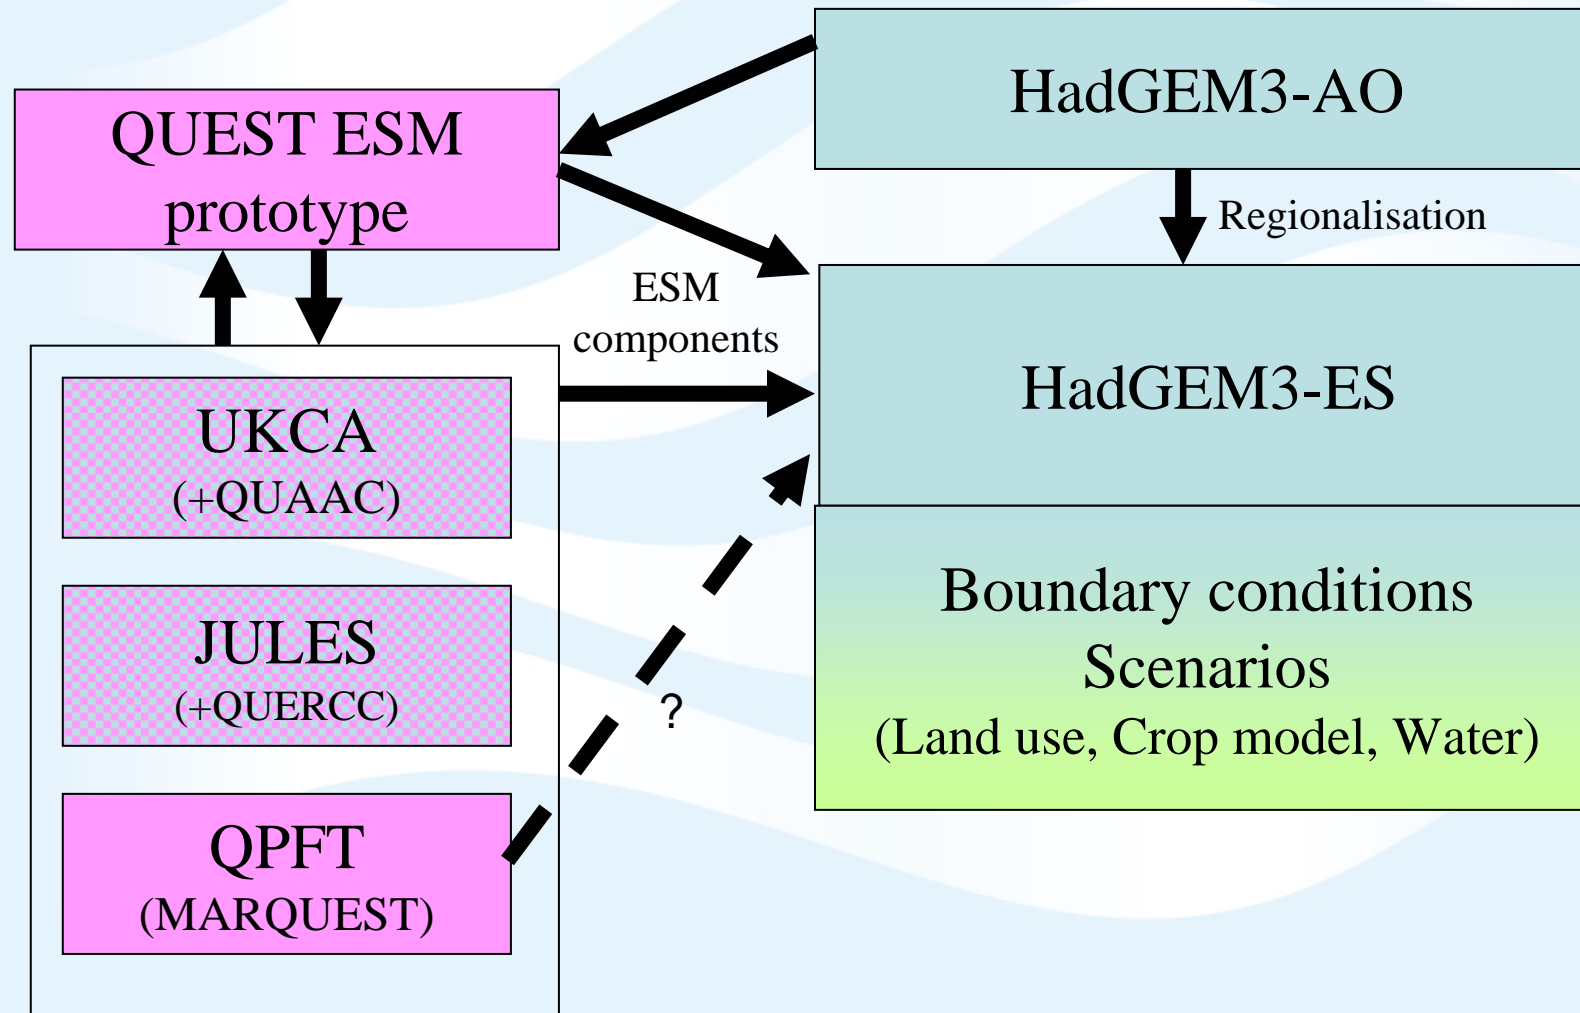 HadGEM3-AO
QUEST ESM
prototype
Regionalisation
ESM
components
HadGEM3-ES
UKCA
(+QUAAC)
JULES
(+QUERCC)
QPFT
(MARQUEST)
?
Boundary conditions
Scenarios
(Land use, Crop model, Water)